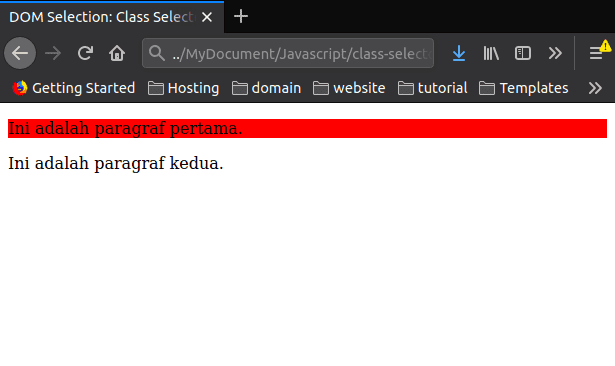 DOM Selection: Class Select
../MyDocument/Javascript/class-select
Getting Started Hosting domain website tutorial Templates
Ini adalah paragraf pertama.
Ini adalah paragraf kedua.